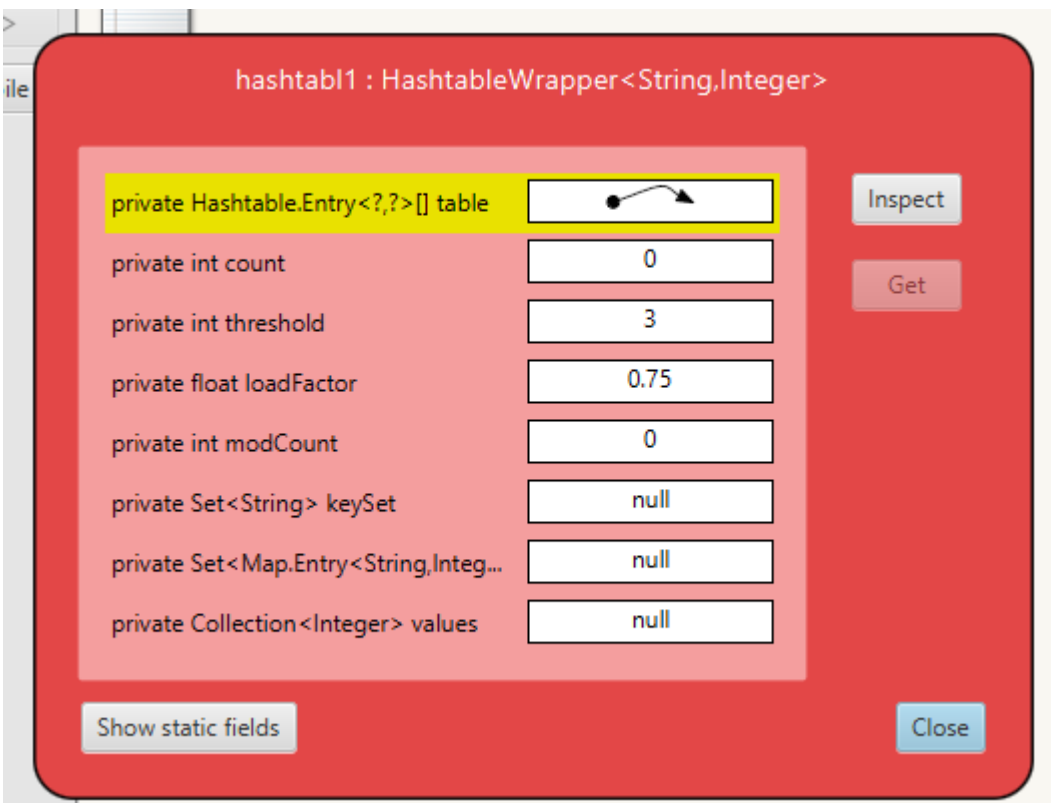 >
ile
hashtabl1 : HashtableWrapper<String,Integer>
private Hashtable.Entry<?,?>[] table
Inspect
private int count 0
Get
private int threshold 3
private float loadFactor 0.75
private int modCount 0
private Set<String> keySet null
private Set<Map.Entry<String,Integ... null
private Collection<Integer> values null
Show static fields
Close